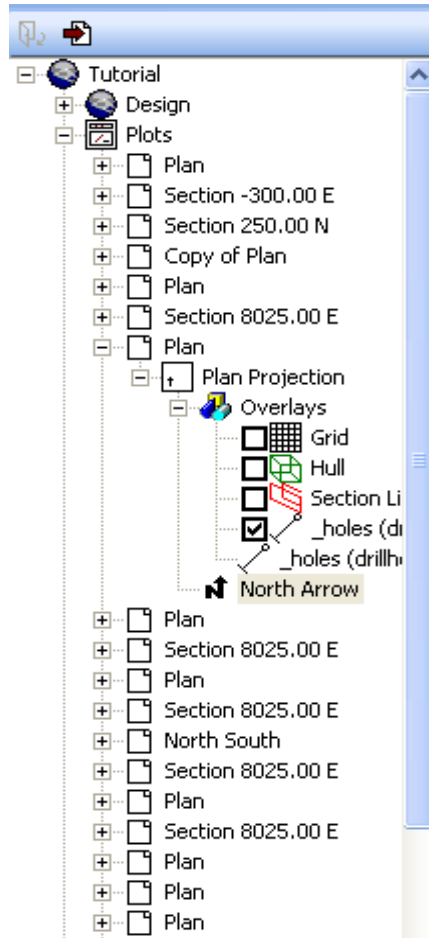 Tutorial
Design
Plots
Plan
Section -300.00 E
Section 250.00 N
Copy of Plan
Plan
Section 8025.00 E
Plan
Plan Projection
Overlays
Grid
Hull
Section Li
_holes (dr
_holes (drillh
North Arrow
Plan
Section 8025.00 E
Plan
Section 8025.00 E
North South
Section 8025.00 E
Plan
Section 8025.00 E
Plan
Plan
Plan